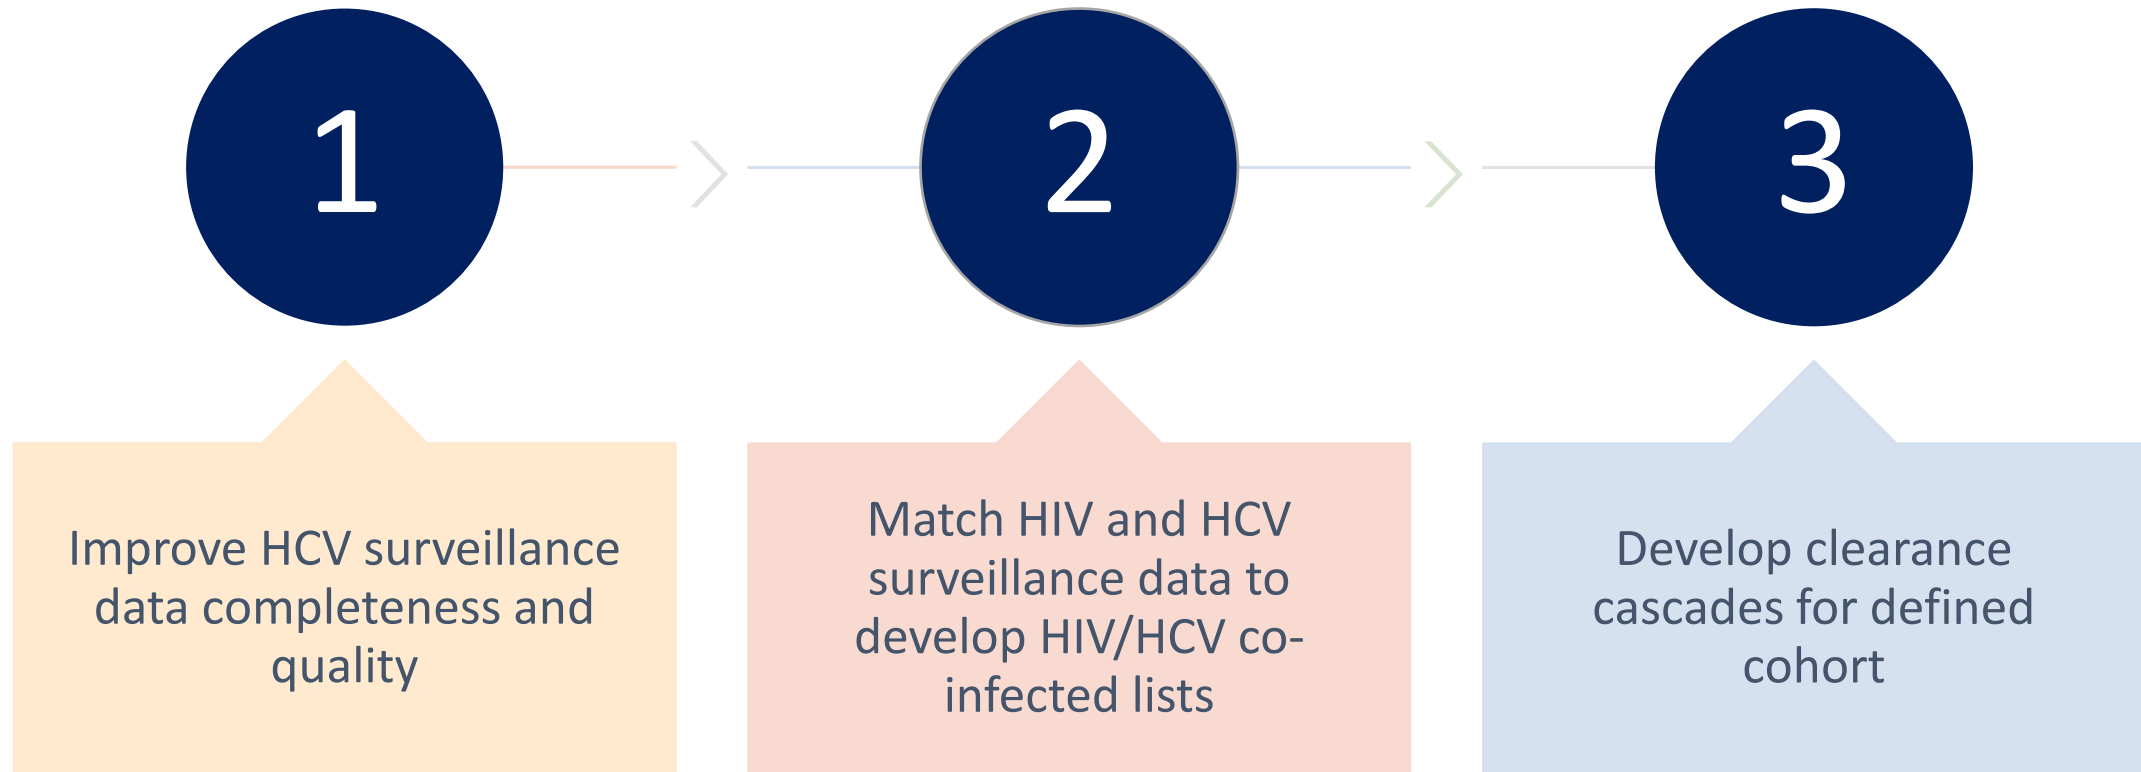 1
2
3
Improve HCV surveillance
data completeness and
quality
Match HIV and HCV
surveillance data to
develop HIV/HCV co-
infected lists
Develop clearance
cascades for defined
cohort